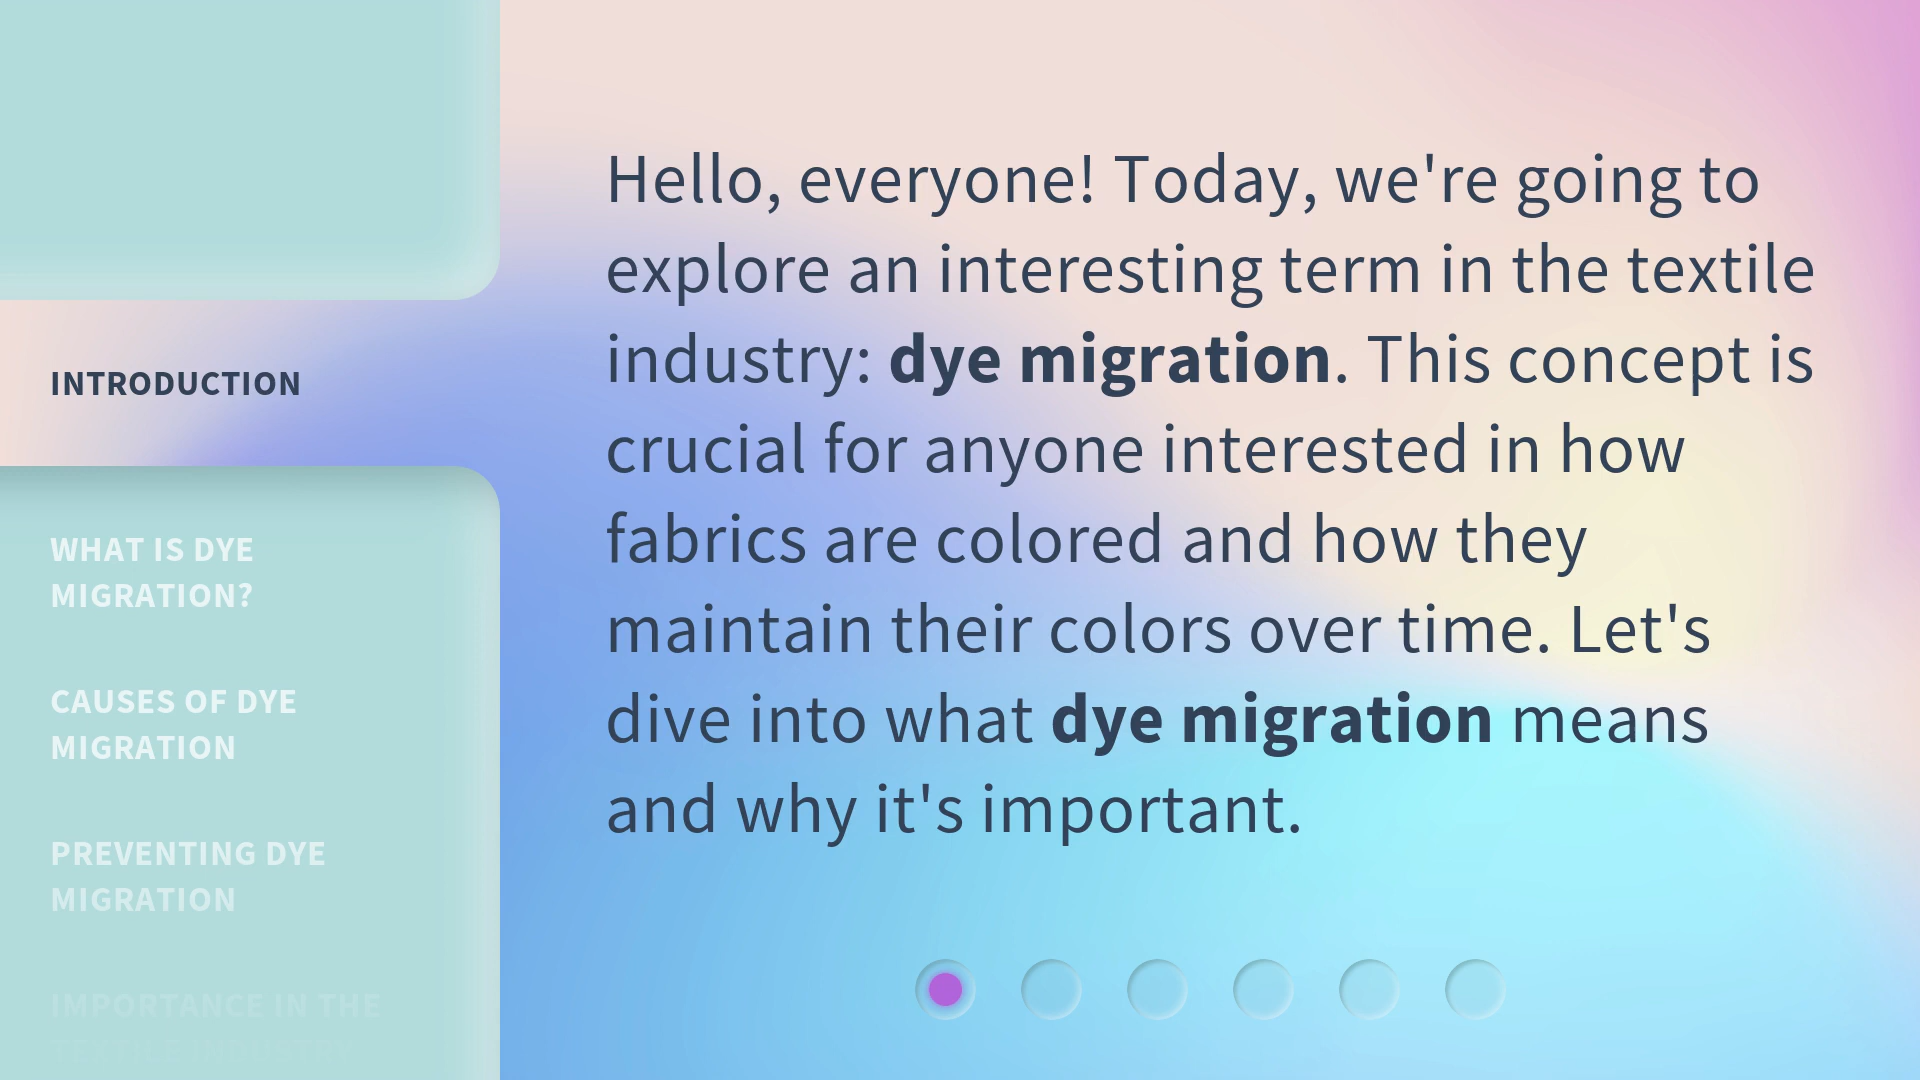 INTRODUCTION
WHAT IS DYE
MIGRATION?
CAUSES OF DYE
MIGRATION
PREVENTING DYE
MIGRATION
IMPORTANCE IN THE
TEXTILE INDUSTRY
Hello, everyone! Today, we're going to
explore an interesting term in the textile
industry: dye migration. This concept is
crucial for anyone interested in how
fabrics are colored and how they
maintain their colors over time. Let's
dive into what dye migration means
and why it's important.